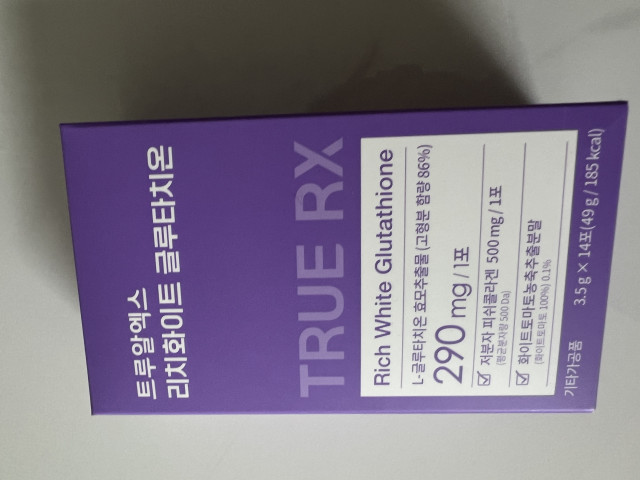 트루알엑스
리치화이트 글루타치온
TRUE RX
Rich White Glutathione
L-글루타치온 효모추출물 (고형분 함량 86%)
290 mg / 1포
저분자 피쉬콜라겐 500 mg / 1포
(평균분자량 500 Da)
화이트토마토농축추출분말
(화이트토마토 100%) 0.1%
기타가공품
3.5 g × 14포(49 g / 185 kcal)